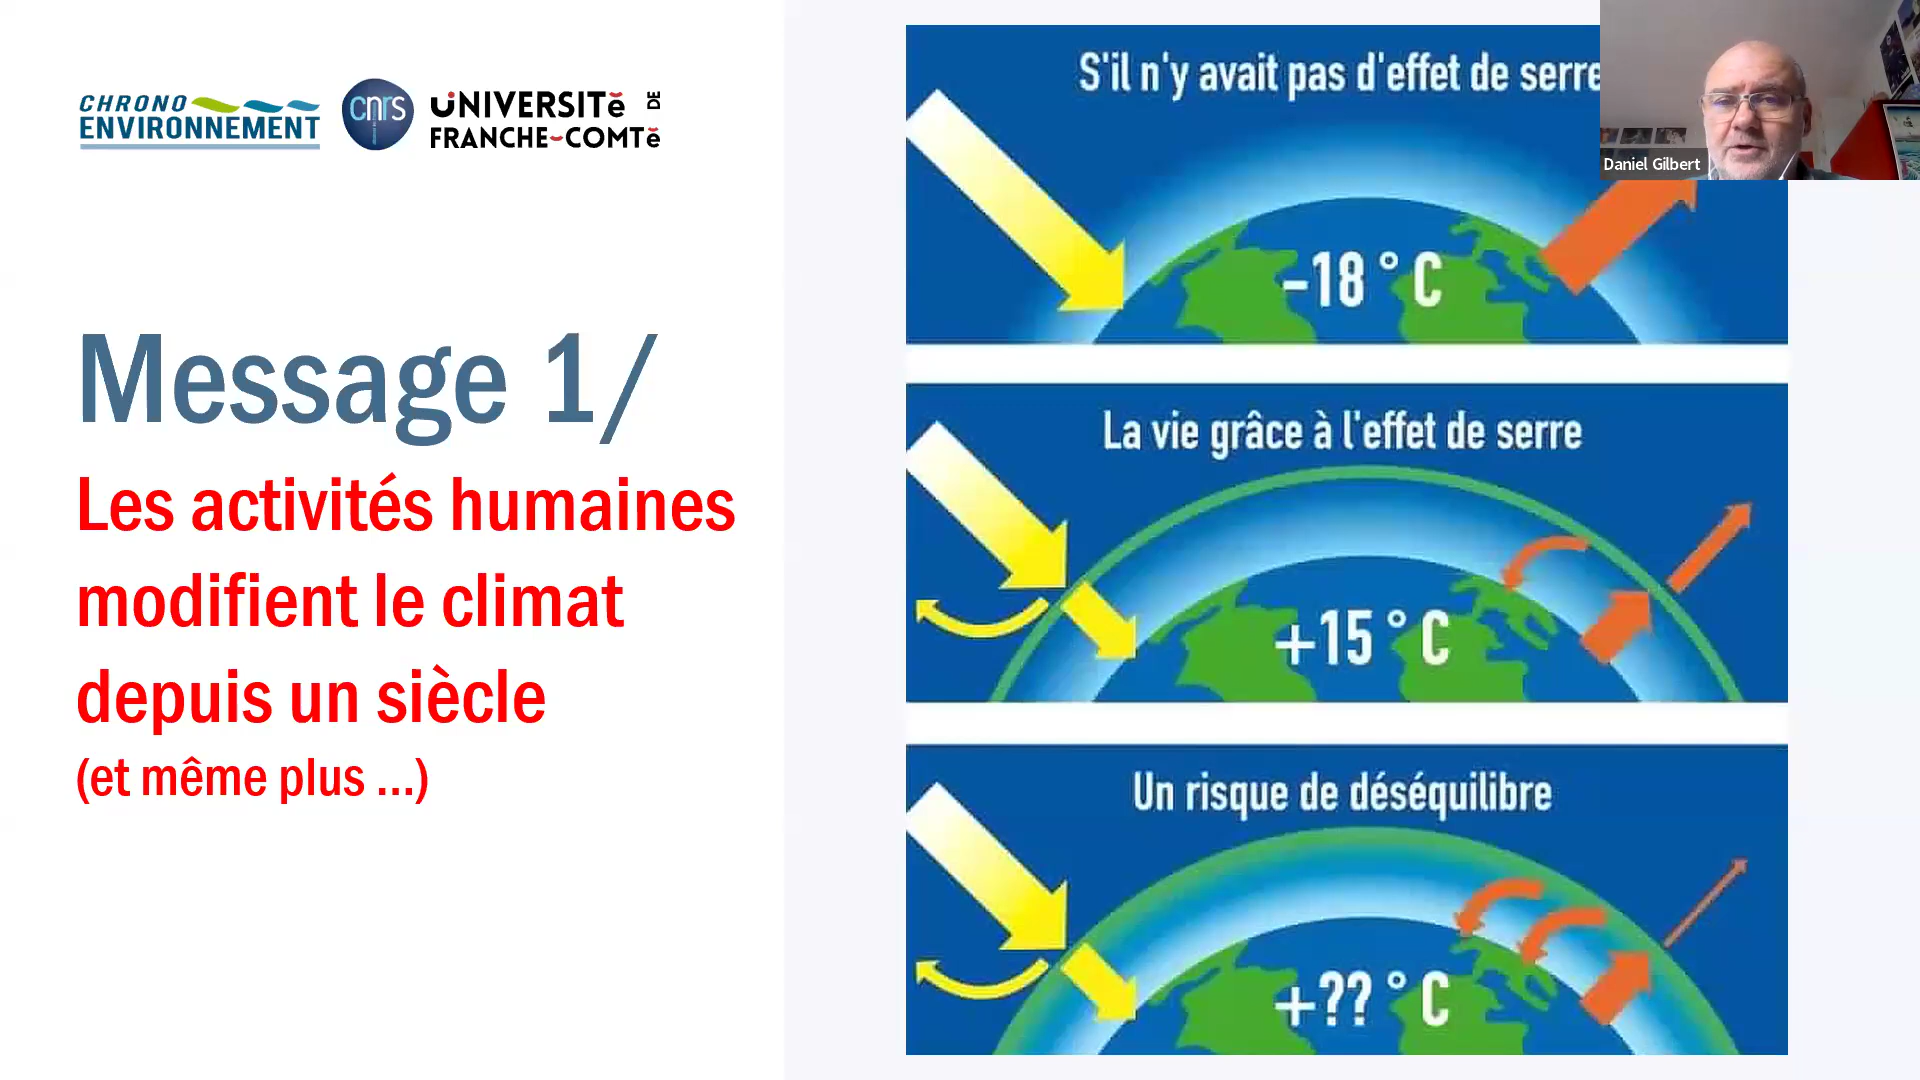 CHRONO
ENVIRONNEMENT
cnrs
UNIVERSITĕ DE
FRANCHE-COMTĕ
Message 1/
Les activités humaines
modifient le climat
depuis un siècle
(et même plus ...)
S'il n'y avait pas d'effet de serre
-18 ° C
La vie grâce à l'effet de serre
+15 ° C
Un risque de déséquilibre
+?? ° C
Daniel Gilbert